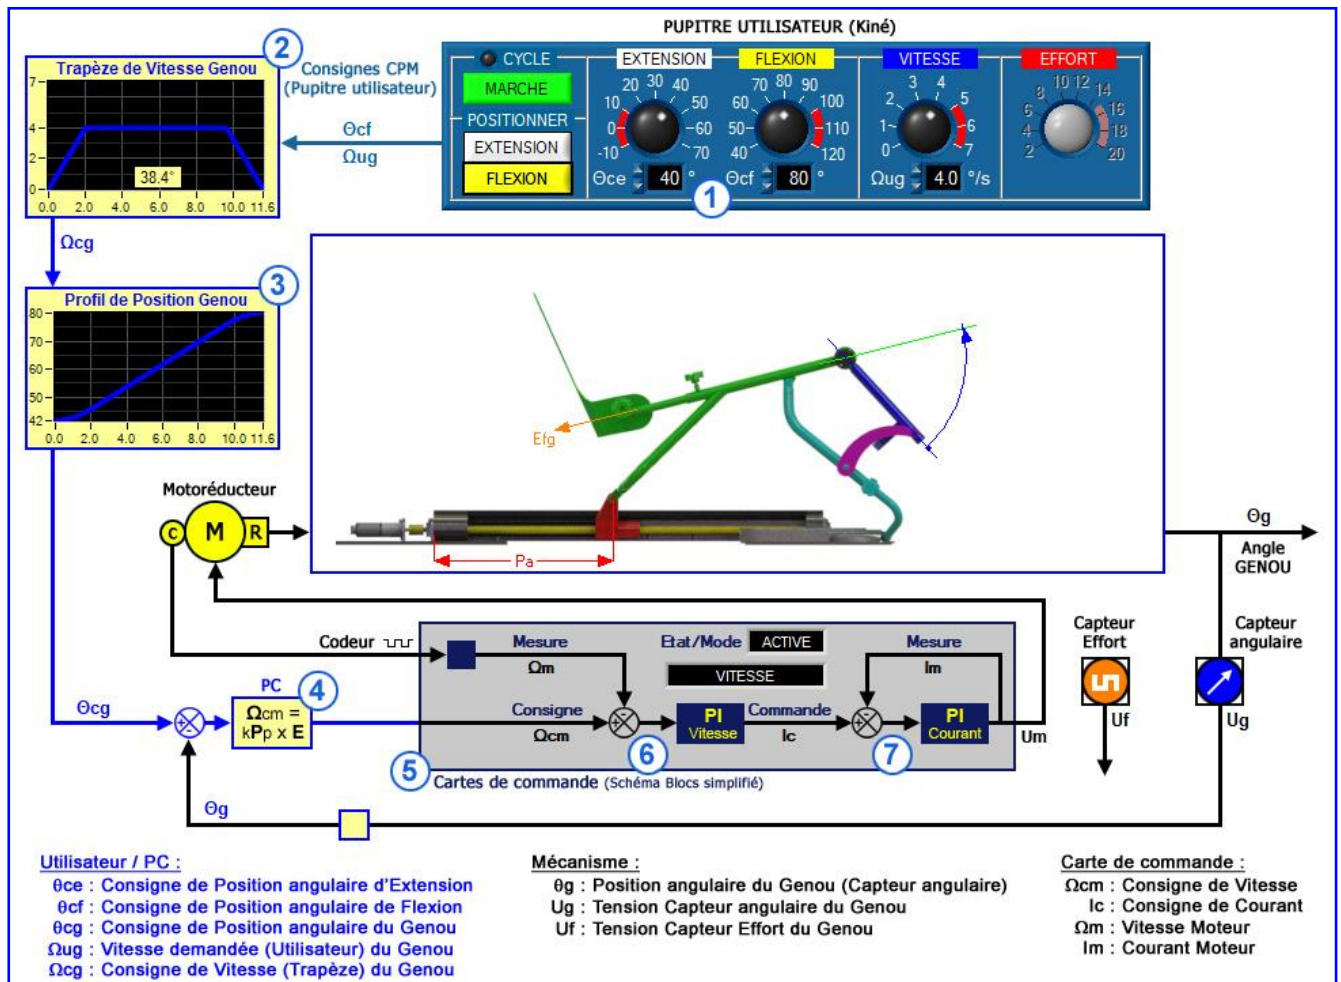 PUPITRE UTILISATEUR (Kiné)
2
Trapèze de Vitesse Genou
7
4
2
0
38.4°
0.0 2.0 4.0 6.0 8.0 10.0 11.6
Consignes CPM
(Pupitre utilisateur)
Θcf
Ωug
CYCLE
MARCHE
POSITIONNER
EXTENSION
FLEXION
EXTENSION
-10 0 10 20 30 40 50 60 70
Θce 40 °
FLEXION
40 50 60 70 80 90 100 110 120
Θcf 80 °
VITESSE
0 1 2 3 4 5 6 7
Ωug 4.0 °/s
EFFORT
2 4 6 8 10 12 14 16 18 20
1
Ωcg
3
Profil de Position Genou
80
70
60
50
42
0.0 2.0 4.0 6.0 8.0 10.0 11.6
Efg
Pa
Motoréducteur
C M R
Θg
Angle
GENOU
Codeur
Mesure
Ωm
Etat/Mode ACTIVE
VITESSE
Mesure
Im
Capteur
Effort
Uf
Capteur
angulaire
Ug
PC
4
Θcg
Ωcm =
kPp x E
Consigne
Ωcm
6
PI
Vitesse
Commande
Ic
7
PI
Courant
Um
5
Cartes de commande (Schéma Blocs simplifié)
Θg
Utilisateur / PC :
θce : Consigne de Position angulaire d'Extension
θcf : Consigne de Position angulaire de Flexion
θcg : Consigne de Position angulaire du Genou
Ωug : Vitesse demandée (Utilisateur) du Genou
Ωcg : Consigne de Vitesse (Trapèze) du Genou
Mécanisme :
θg : Position angulaire du Genou (Capteur angulaire)
Ug : Tension Capteur angulaire du Genou
Uf : Tension Capteur Effort du Genou
Carte de commande :
Ωcm : Consigne de Vitesse
Ic : Consigne de Courant
Ωm : Vitesse Moteur
Im : Courant Moteur